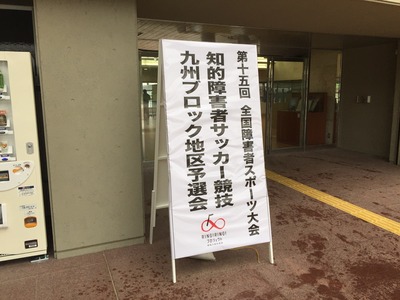 第十五回 全国障害者スポーツ大会
知的障害者サッカー競技
九州ブロック地区予選会